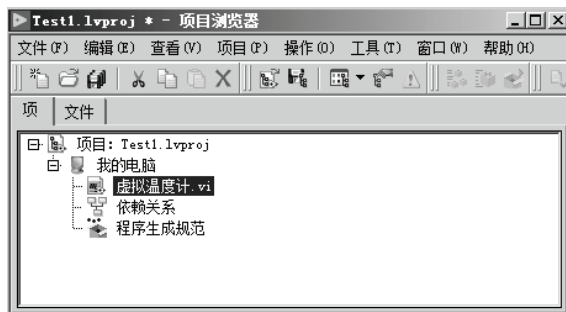 Test1.lvproj * - 项目浏览器
文件(F) 编辑(E) 查看(V) 项目(P) 操作(O) 工具(T) 窗口(W) 帮助(H)
项 文件
项目: Test1.lvproj
我的电脑
虚拟温度计.vi
依赖关系
程序生成规范